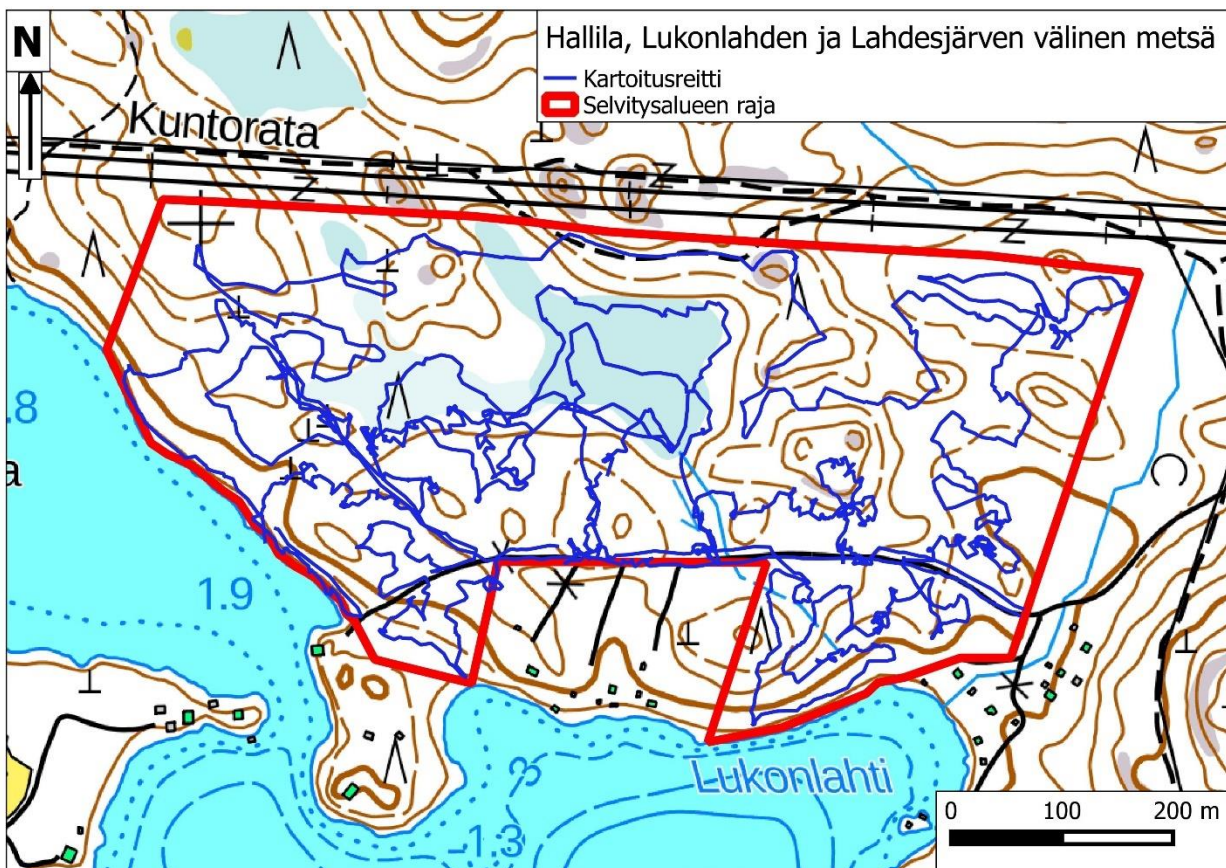 N
Hallila, Lukonlahden ja Lahdesjärven välinen metsä
Kartoitusreitti
Selvitysalueen raja
Kuntorata
.8
a
1.9
Lukonlahti
3
1.3
0 100 200 m